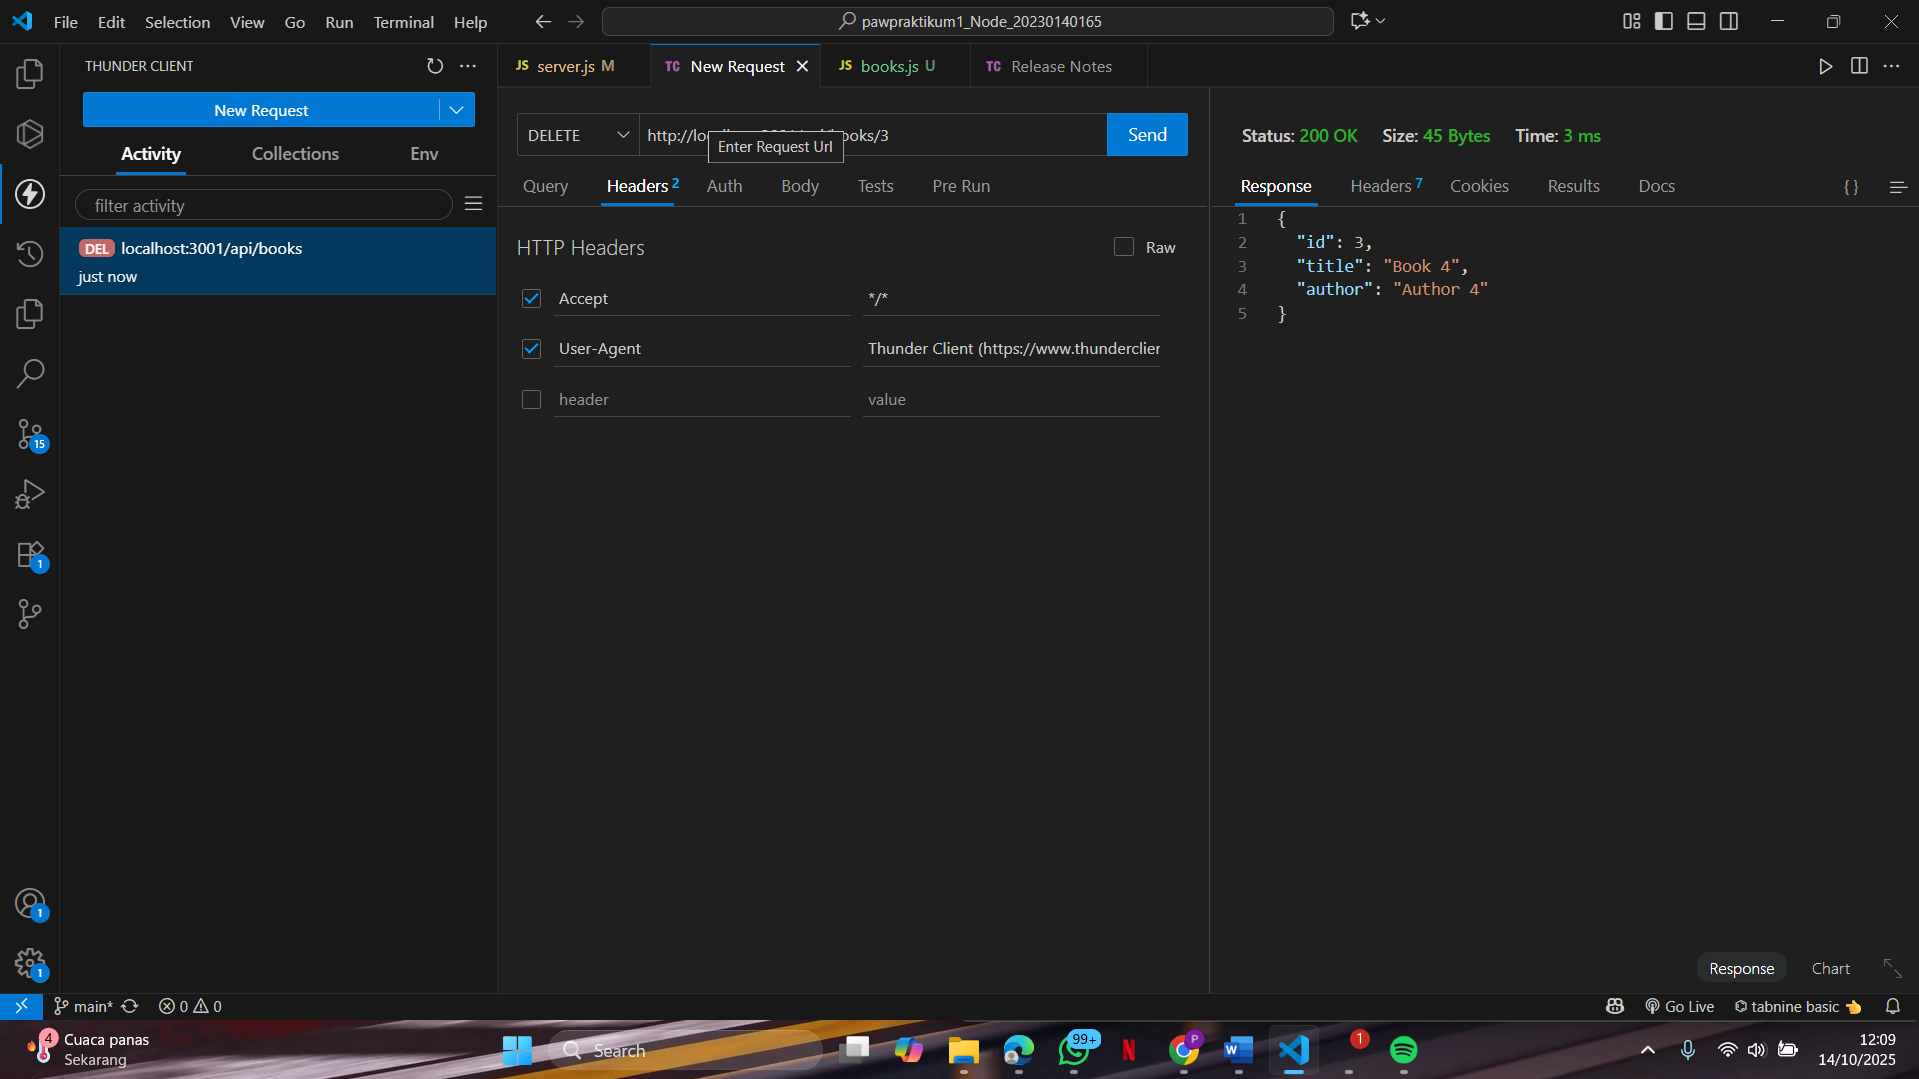 File Edit Selection View Go Run Terminal Help
pawpraktikum1_Node_20230140165
THUNDER CLIENT
New Request
Activity Collections Env
filter activity
DEL localhost:3001/api/books
just now
JS server.js M
TC New Request
JS books.js U
TC Release Notes
DELETE
books/3
Enter Request Url
Send
Query Headers 2 Auth Body Tests Pre Run
HTTP Headers
Raw
Accept */*
User-Agent Thunder Client (https://www.thunderclier
header value
Status: 200 OK Size: 45 Bytes Time: 3 ms
Response Headers 7 Cookies Results Docs { }
1 {
2 "id": 3,
3 "title": "Book 4",
4 "author": "Author 4"
5 }
15
1
1
1
Response Chart
main* 0 0
Go Live tabnine basic
4
Cuaca panas
Sekarang
Search
99+
N
P
W
1
12:09
14/10/2025